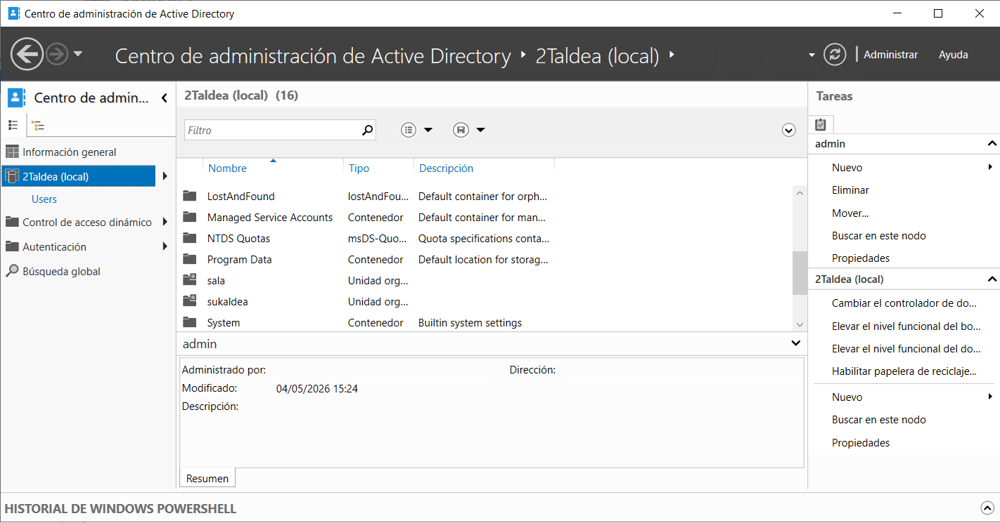 Centro de administración de Active Directory
Centro de administración de Active Directory 2Taldea (local) Administrar Ayuda
Centro de admin...
Información general
2Taldea (local)
Users
Control de acceso dinámico
Autenticación
Búsqueda global
2Taldea (local) (16)
Filtro
Nombre Tipo Descripción
LostAndFound lostAndFou... Default container for orph...
Managed Service Accounts Contenedor Default container for man...
NTDS Quotas msDS-Quo... Quota specifications conta...
Program Data Contenedor Default location for storag...
sala Unidad org...
sukaldea Unidad org...
System Contenedor Builtin system settings
admin
Administrado por: Dirección:
Modificado: 04/05/2026 15:24
Descripción:
Resumen
Tareas
admin
Nuevo
Eliminar
Mover...
Buscar en este nodo
Propiedades
2Taldea (local)
Cambiar el controlador de do...
Elevar el nivel funcional del bo...
Elevar el nivel funcional del do...
Habilitar papelera de reciclaje...
Nuevo
Buscar en este nodo
Propiedades
HISTORIAL DE WINDOWS POWERSHELL